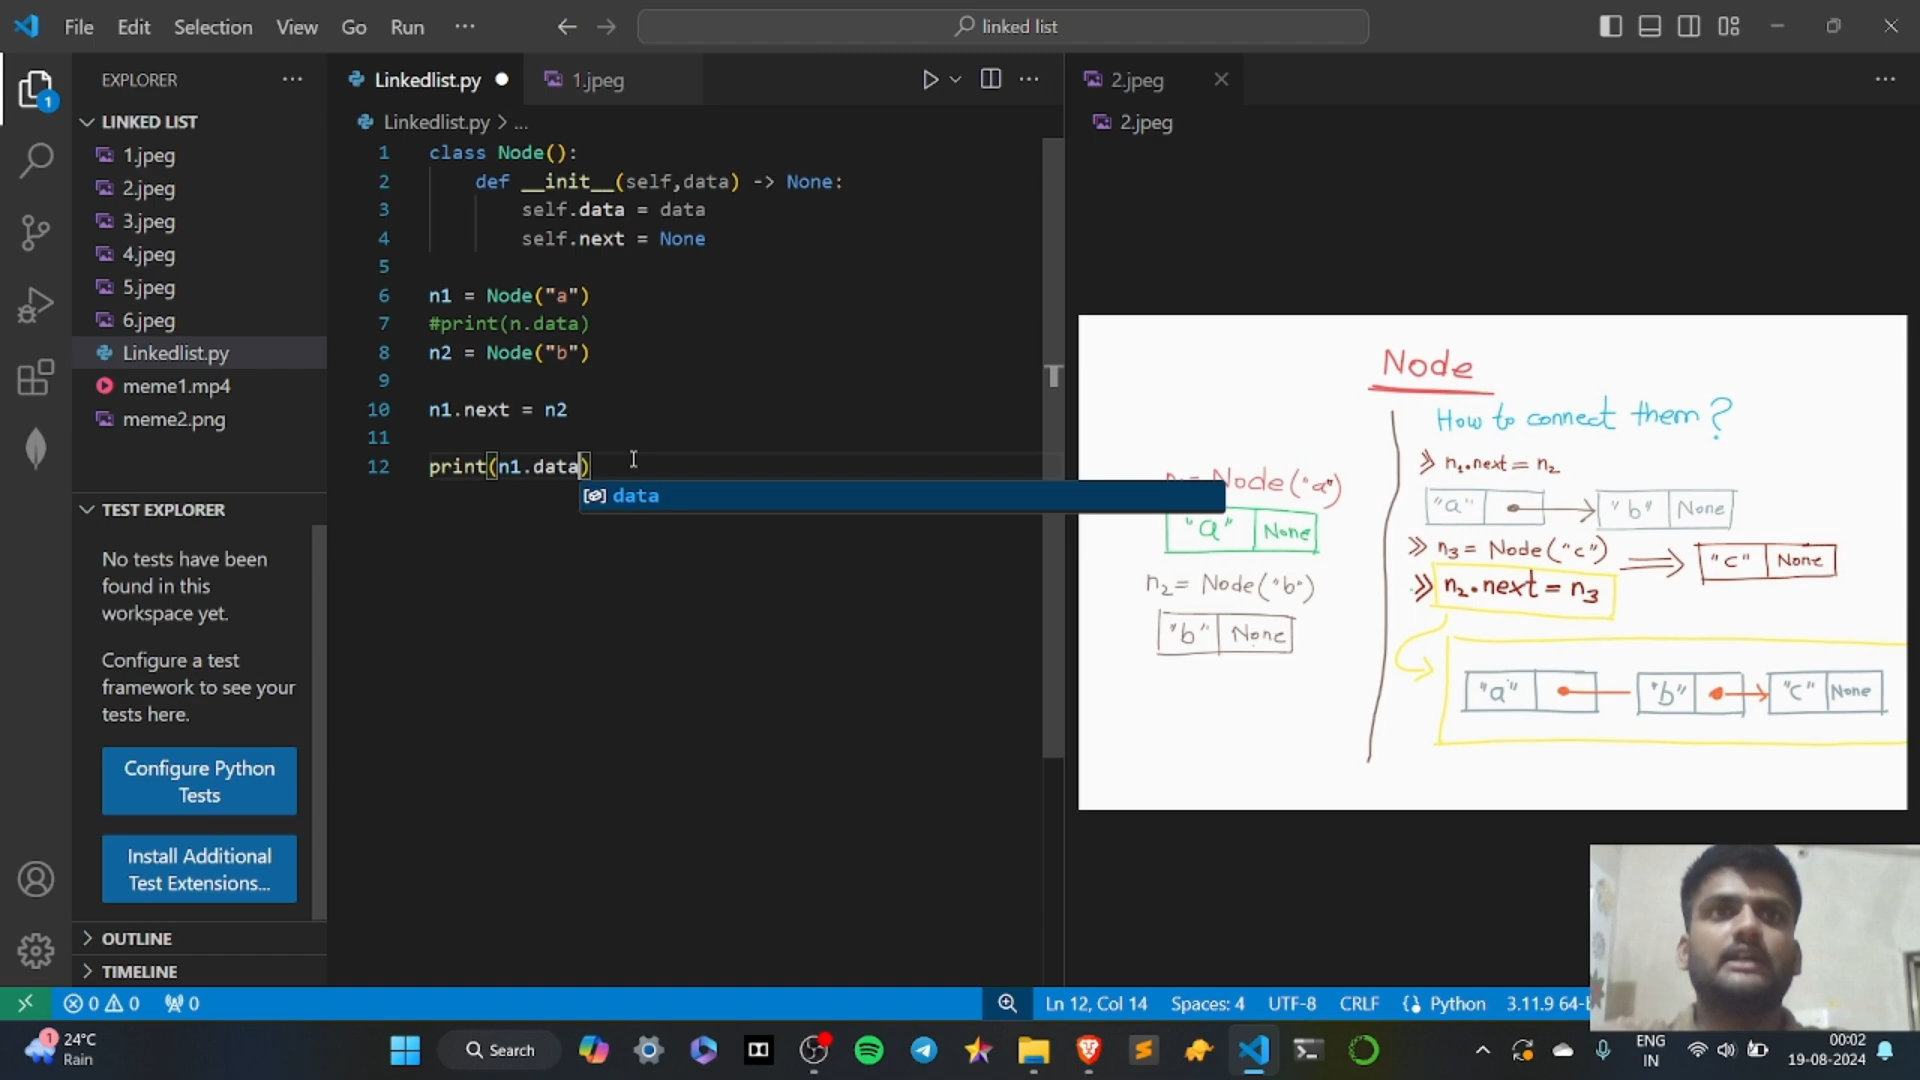 File Edit Selection View Go Run ···
linked list
EXPLORER ···
LINKED LIST
1.jpeg
2.jpeg
3.jpeg
4.jpeg
5.jpeg
6.jpeg
Linkedlist.py
meme1.mp4
meme2.png
TEST EXPLORER
No tests have been
found in this
workspace yet.
Configure a test
framework to see your
tests here.
Configure Python
Tests
Install Additional
Test Extensions...
OUTLINE
TIMELINE
Linkedlist.py
1.jpeg
Linkedlist.py > ...
1 class Node():
2 def __init__(self,data) -> None:
3 self.data = data
4 self.next = None
5
6 n1 = Node("a")
7 #print(n.data)
8 n2 = Node("b")
9
10 n1.next = n2
11
12 print(n1.data)
data
2.jpeg
2.jpeg
Node
How to connect them?
= Node("a")
"a" None
n2 = Node("b")
"b" None
>> n1.next = n2
"a" "b" None
>> n3 = Node("c") "c" None
>> n2.next = n3
"a" "b" "c" None
0 0 0
Ln 12, Col 14 Spaces: 4 UTF-8 CRLF Python 3.11.9 64-b
1
24°C
Rain
Search
ENG
IN
00:02
19-08-2024